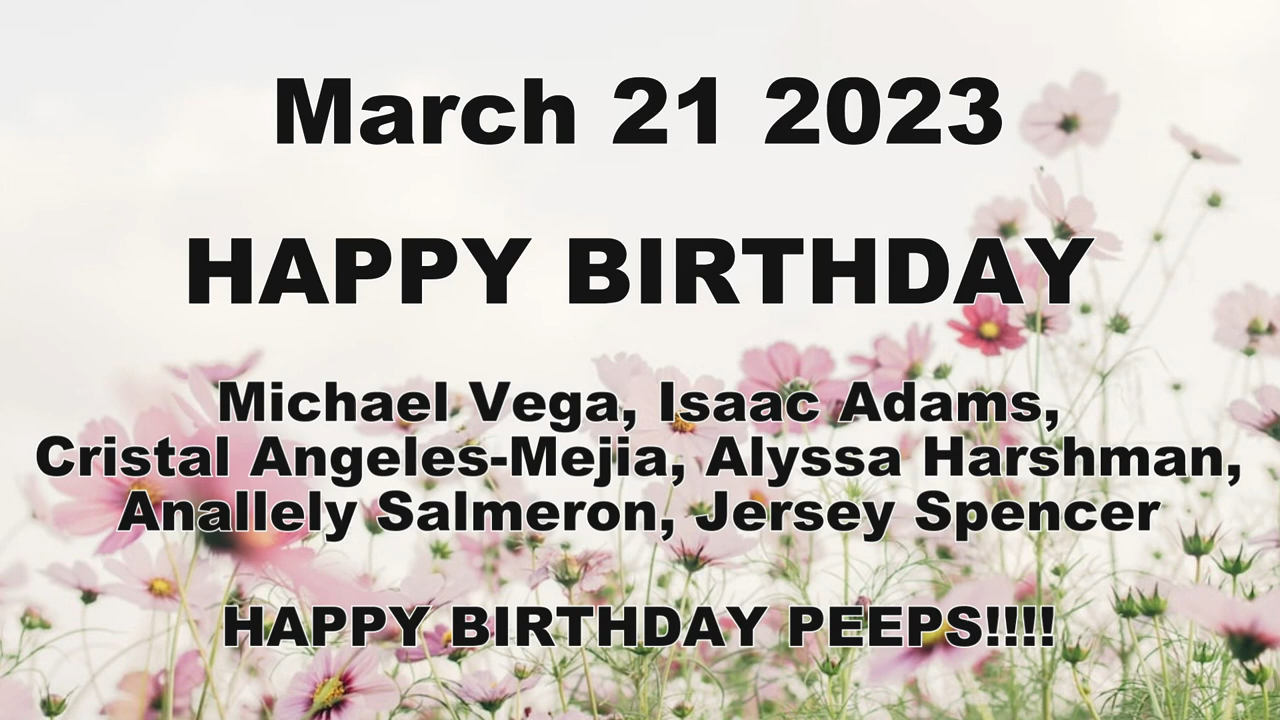 March 21 2023
HAPPY BIRTHDAY
Michael Vega, Isaac Adams,
Cristal Angeles-Mejia, Alyssa Harshman,
Anallely Salmeron, Jersey Spencer
HAPPY BIRTHDAY PEEPS!!!!